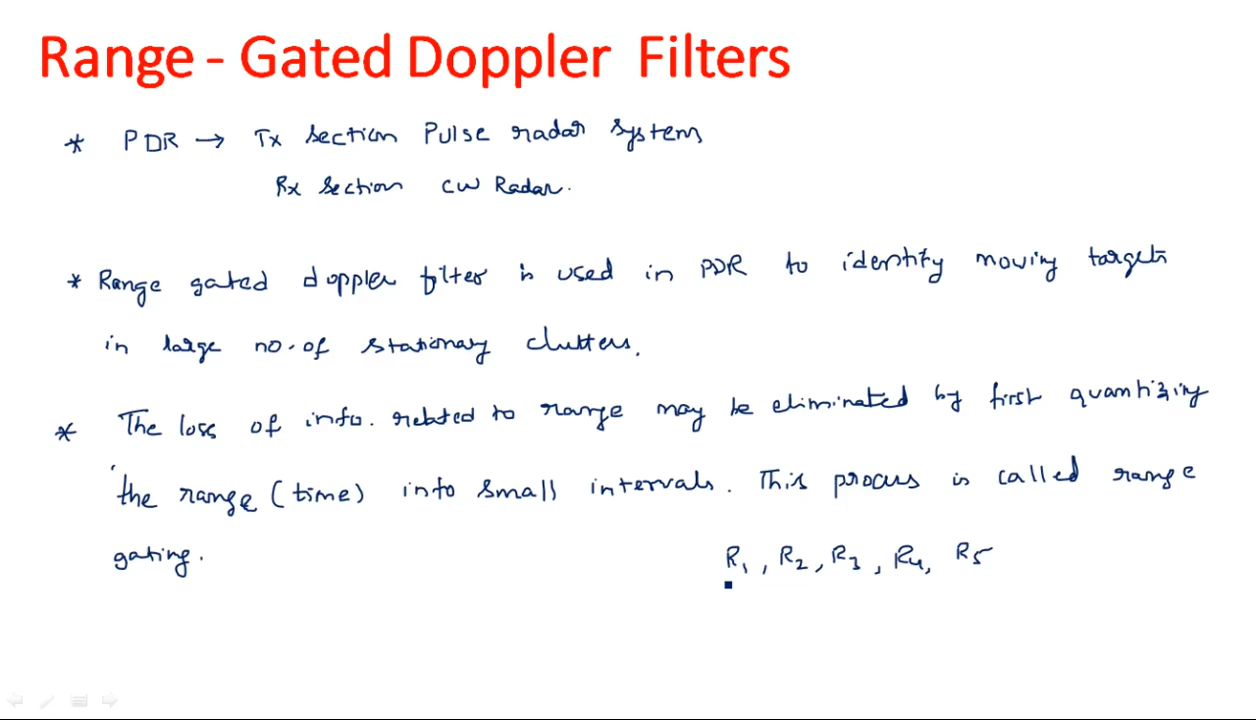 Range - Gated Doppler Filters
* PDR → Tx section Pulse radar system
Rx section CW Radar.
* Range gated doppler filter is used in PDR to identify moving targets
in large no. of stationary clutters.
* The loss of info. related to range may be eliminated by first quantizing
the range (time) into small intervals. This process is called range
gating.
R1, R2, R3, R4, R5